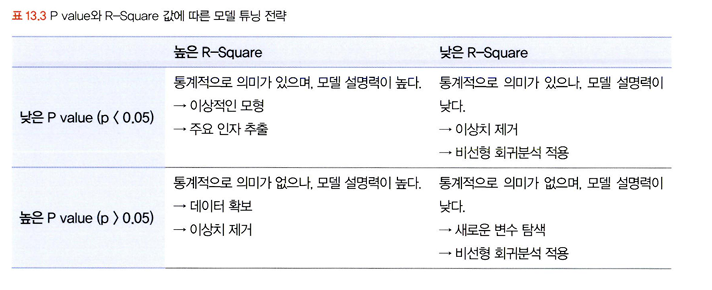 표 13.3 P value와 R-Square 값에 따른 모델 튜닝 전략
높은 R-Square
낮은 R-Square
낮은 P value (p < 0.05)
통계적으로 의미가 있으며, 모델 설명력이 높다.
→ 이상적인 모형
→ 주요 인자 추출
통계적으로 의미가 있으나, 모델 설명력이
낮다.
→ 이상치 제거
→ 비선형 회귀분석 적용
높은 P value (p > 0.05)
통계적으로 의미가 없으나, 모델 설명력이 높다.
→ 데이터 확보
→ 이상치 제거
통계적으로 의미가 없으며, 모델 설명력이
낮다.
→ 새로운 변수 탐색
→ 비선형 회귀분석 적용